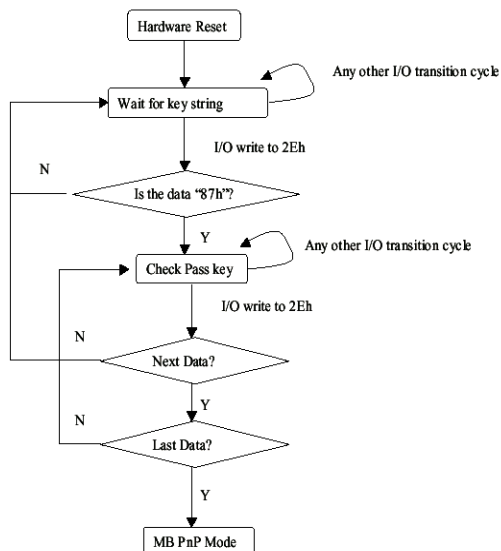 Hardware Reset
Any other I/O transition cycle
Wait for key string
I/O write to 2Eh
N
Is the data “87h”?
Y
Any other I/O transition cycle
Check Pass key
I/O write to 2Eh
N
Next Data?
Y
N
Last Data?
Y
MB PnP Mode